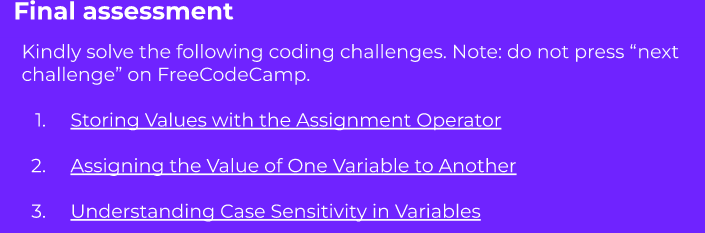 Final assessment
Kindly solve the following coding challenges. Note: do not press “next
challenge” on FreeCodeCamp.
1. Storing Values with the Assignment Operator
2. Assigning the Value of One Variable to Another
3. Understanding Case Sensitivity in Variables